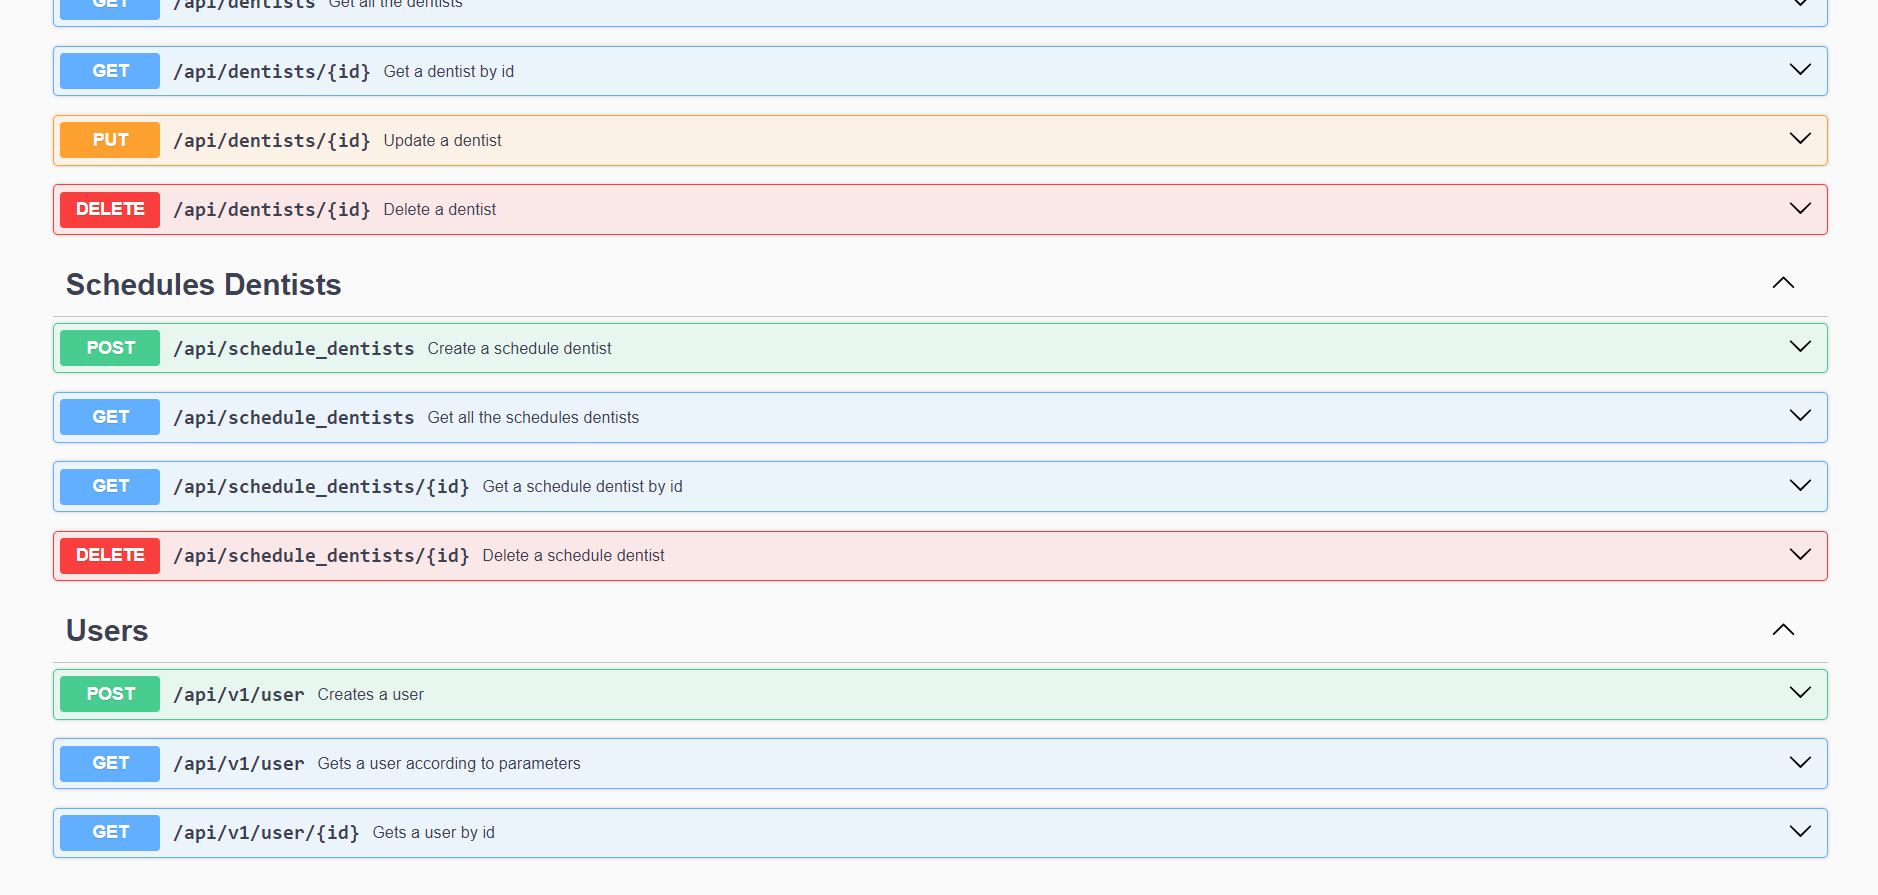 GET /api/dentists Get all the dentists
GET /api/dentists/{id} Get a dentist by id
PUT /api/dentists/{id} Update a dentist
DELETE /api/dentists/{id} Delete a dentist
Schedules Dentists
POST /api/schedule_dentists Create a schedule dentist
GET /api/schedule_dentists Get all the schedules dentists
GET /api/schedule_dentists/{id} Get a schedule dentist by id
DELETE /api/schedule_dentists/{id} Delete a schedule dentist
Users
POST /api/v1/user Creates a user
GET /api/v1/user Gets a user according to parameters
GET /api/v1/user/{id} Gets a user by id